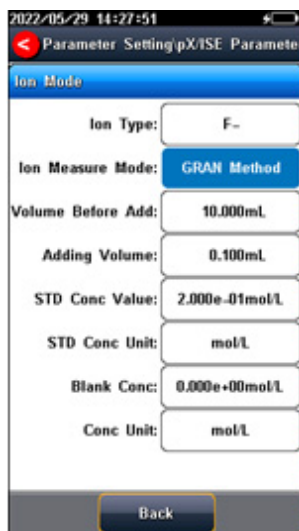 2022/05/29 14:27:51
< Parameter Setting\pX/ISE Paramete
Ion Mode
Ion Type: F-
Ion Measure Mode: GRAN Method
Volume Before Add: 10.000mL
Adding Volume: 0.100mL
STD Conc Value: 2.000e-01mol/L
STD Conc Unit: mol/L
Blank Conc: 0.000e+00mol/L
Conc Unit: mol/L
Back